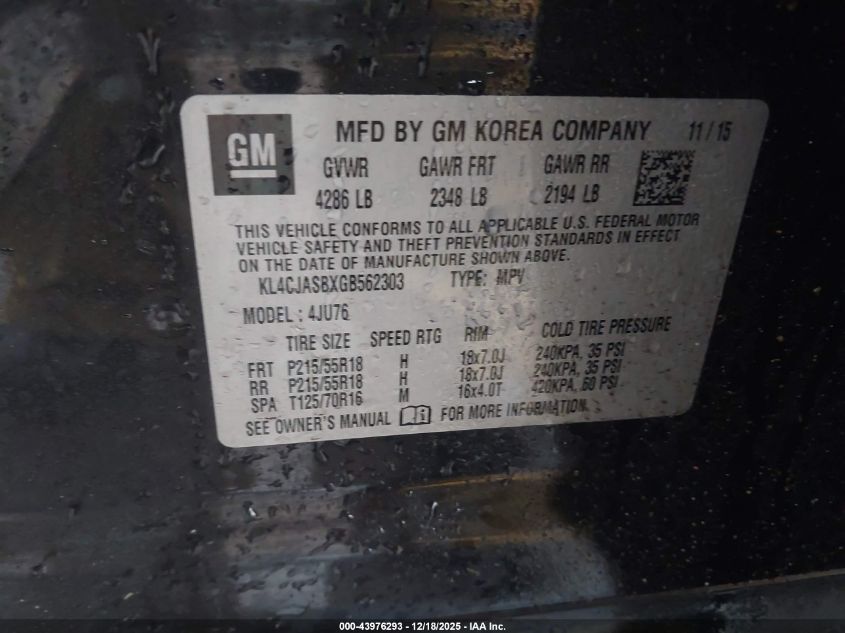 GM
MFD BY GM KOREA COMPANY 11/15
GVWR GAWR FRT GAWR RR
4286 LB 2348 LB 2194 LB
THIS VEHICLE CONFORMS TO ALL APPLICABLE U.S. FEDERAL MOTOR
VEHICLE SAFETY AND THEFT PREVENTION STANDARDS IN EFFECT
ON THE DATE OF MANUFACTURE SHOWN ABOVE.
KL4CJASBXGB562303 TYPE: MPV
MODEL : 4JU76
TIRE SIZE SPEED RTG RIM COLD TIRE PRESSURE
FRT P215/55R18 H 18x7.0J 240KPA, 35 PSI
RR P215/55R18 H 18x7.0J 240KPA, 35 PSI
SPA T125/70R16 M 16x4.0T 420KPA, 60 PSI
SEE OWNER'S MANUAL FOR MORE INFORMATION.
000-43976293 - 12/18/2025 - IAA Inc.